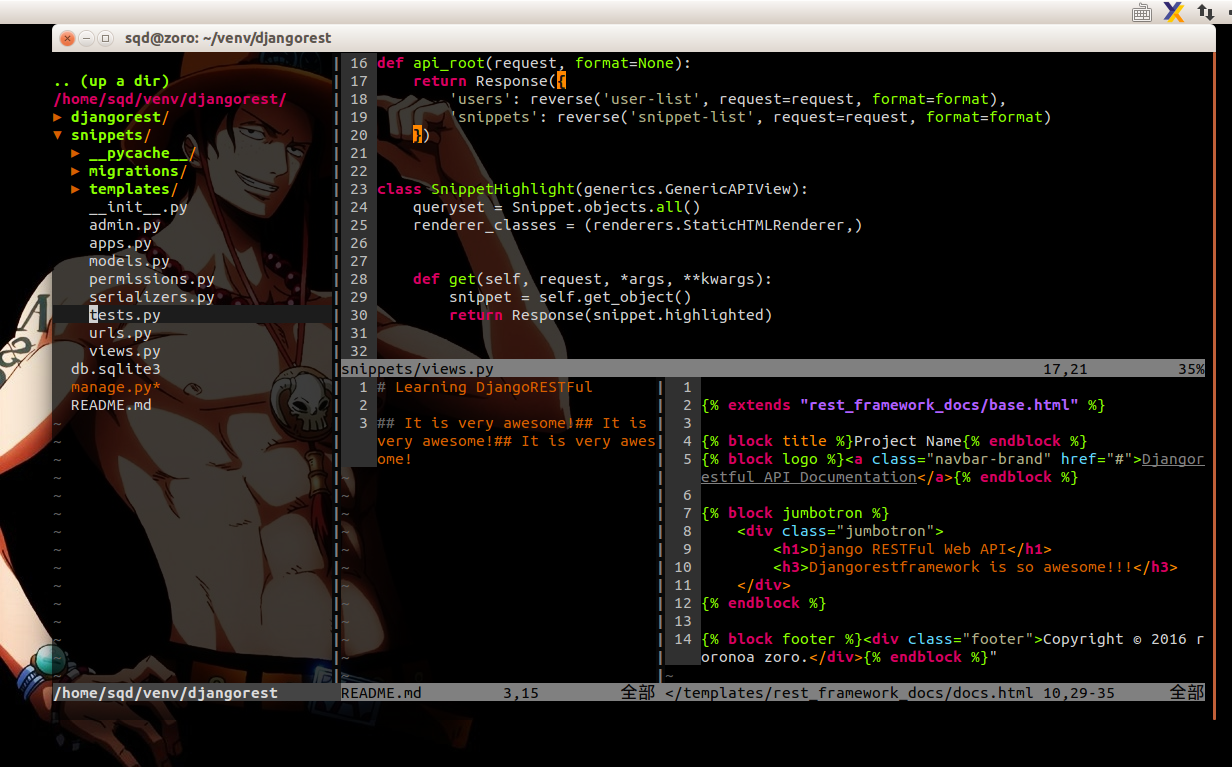 sqd@zoro: ~/venv/djangorest
.. (up a dir)
/home/sqd/venv/djangorest/
▸ djangorest/
▾ snippets/
▸ __pycache__/
▸ migrations/
▸ templates/
__init__.py
admin.py
apps.py
models.py
permissions.py
serializers.py
tests.py
urls.py
views.py
db.sqlite3
manage.py*
README.md
~
~
~
~
~
~
~
~
~
~
~
~
~
~
/home/sqd/venv/djangorest
16 def api_root(request, format=None):
17     return Response({
18         'users': reverse('user-list', request=request, format=format),
19         'snippets': reverse('snippet-list', request=request, format=format)
20     })
21
22
23 class SnippetHighlight(generics.GenericAPIView):
24     queryset = Snippet.objects.all()
25     renderer_classes = (renderers.StaticHTMLRenderer,)
26
27
28     def get(self, request, *args, **kwargs):
29         snippet = self.get_object()
30         return Response(snippet.highlighted)
31
32
snippets/views.py 17,21 35%
1 # Learning DjangoRESTFul
2
3 ## It is very awesome!## It is
very awesome!## It is very awes
ome!
~
~
~
~
~
~
~
~
~
~
~
~
README.md 3,15 全部
1
2 {% extends "rest_framework_docs/base.html" %}
3
4 {% block title %}Project Name{% endblock %}
5 {% block logo %}<a class="navbar-brand" href="#">Djangor
estful API Documentation</a>{% endblock %}
6
7 {% block jumbotron %}
8     <div class="jumbotron">
9         <h1>Django RESTFul Web API</h1>
10         <h3>Djangorestframework is so awesome!!!</h3>
11     </div>
12 {% endblock %}
13
14 {% block footer %}<div class="footer">Copyright © 2016 r
oronoa zoro.</div>{% endblock %}"
~
</templates/rest_framework_docs/docs.html 10,29-35 全部